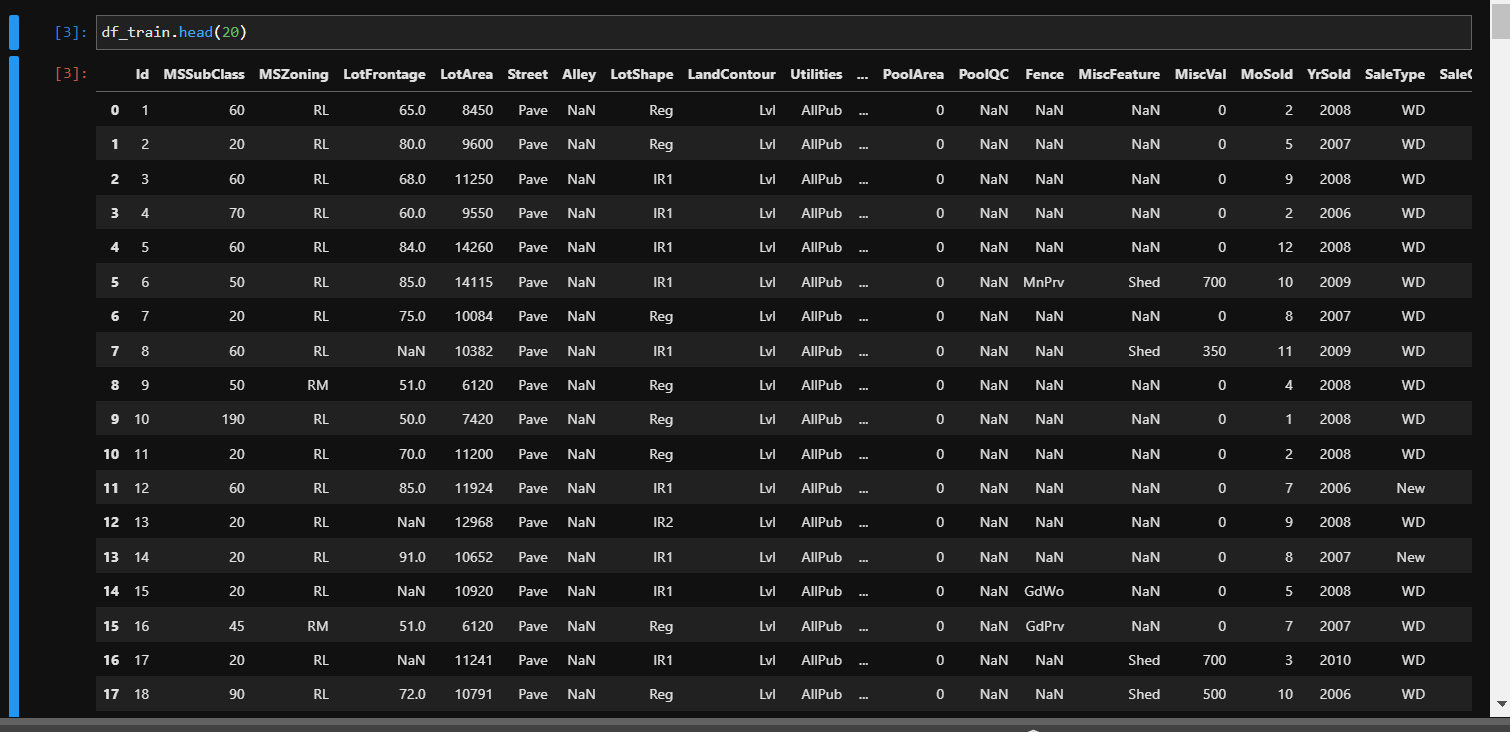 [3]: df_train.head(20)
[3]: Id MSSubClass MSZoning LotFrontage LotArea Street Alley LotShape LandContour Utilities ... PoolArea PoolQC Fence MiscFeature MiscVal MoSold YrSold SaleType
0 1 60 RL 65.0 8450 Pave NaN Reg Lvl AllPub ... 0 NaN NaN NaN 0 2 2008 WD
1 2 20 RL 80.0 9600 Pave NaN Reg Lvl AllPub ... 0 NaN NaN NaN 0 5 2007 WD
2 3 60 RL 68.0 11250 Pave NaN IR1 Lvl AllPub ... 0 NaN NaN NaN 0 9 2008 WD
3 4 70 RL 60.0 9550 Pave NaN IR1 Lvl AllPub ... 0 NaN NaN NaN 0 2 2006 WD
4 5 60 RL 84.0 14260 Pave NaN IR1 Lvl AllPub ... 0 NaN NaN NaN 0 12 2008 WD
5 6 50 RL 85.0 14115 Pave NaN IR1 Lvl AllPub ... 0 NaN MnPrv Shed 700 10 2009 WD
6 7 20 RL 75.0 10084 Pave NaN Reg Lvl AllPub ... 0 NaN NaN NaN 0 8 2007 WD
7 8 60 RL NaN 10382 Pave NaN IR1 Lvl AllPub ... 0 NaN NaN Shed 350 11 2009 WD
8 9 50 RM 51.0 6120 Pave NaN Reg Lvl AllPub ... 0 NaN NaN NaN 0 4 2008 WD
9 10 190 RL 50.0 7420 Pave NaN Reg Lvl AllPub ... 0 NaN NaN NaN 0 1 2008 WD
10 11 20 RL 70.0 11200 Pave NaN Reg Lvl AllPub ... 0 NaN NaN NaN 0 2 2008 WD
11 12 60 RL 85.0 11924 Pave NaN IR1 Lvl AllPub ... 0 NaN NaN NaN 0 7 2006 New
12 13 20 RL NaN 12968 Pave NaN IR2 Lvl AllPub ... 0 NaN NaN NaN 0 9 2008 WD
13 14 20 RL 91.0 10652 Pave NaN IR1 Lvl AllPub ... 0 NaN NaN NaN 0 8 2007 New
14 15 20 RL NaN 10920 Pave NaN IR1 Lvl AllPub ... 0 NaN GdWo NaN 0 5 2008 WD
15 16 45 RM 51.0 6120 Pave NaN Reg Lvl AllPub ... 0 NaN GdPrv NaN 0 7 2007 WD
16 17 20 RL NaN 11241 Pave NaN IR1 Lvl AllPub ... 0 NaN NaN Shed 700 3 2010 WD
17 18 90 RL 72.0 10791 Pave NaN Reg Lvl AllPub ... 0 NaN NaN Shed 500 10 2006 WD